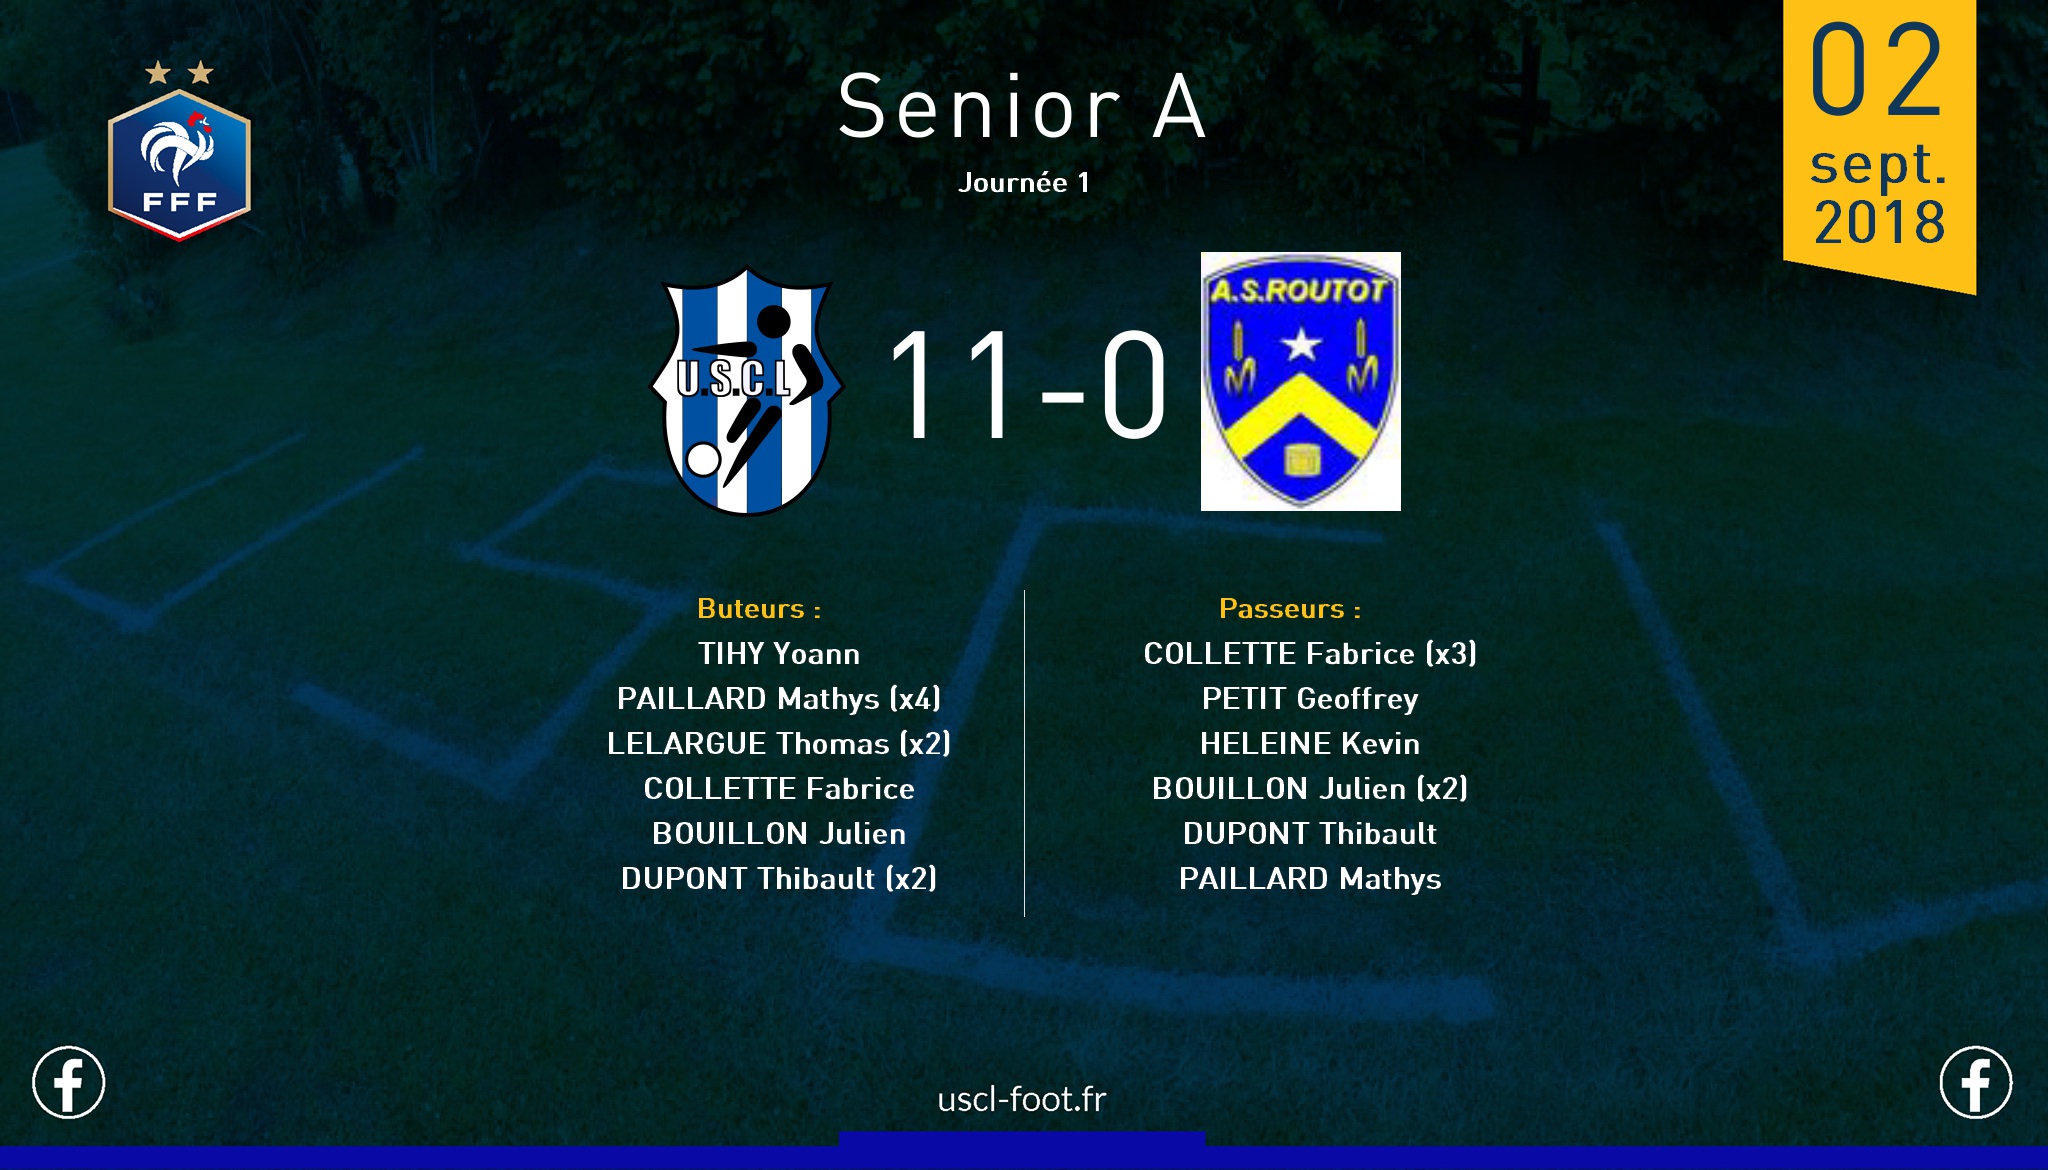 Senior A
Journée 1
02
sept.
2018
FFF
U.S.C.L
11-0
A.S.ROUTOT
Buteurs :
TIHY Yoann
PAILLARD Mathys (x4)
LELARGUE Thomas (x2)
COLLETTE Fabrice
BOUILLON Julien
DUPONT Thibault (x2)
Passeurs :
COLLETTE Fabrice (x3)
PETIT Geoffrey
HELEINE Kevin
BOUILLON Julien (x2)
DUPONT Thibault
PAILLARD Mathys
uscl-foot.fr